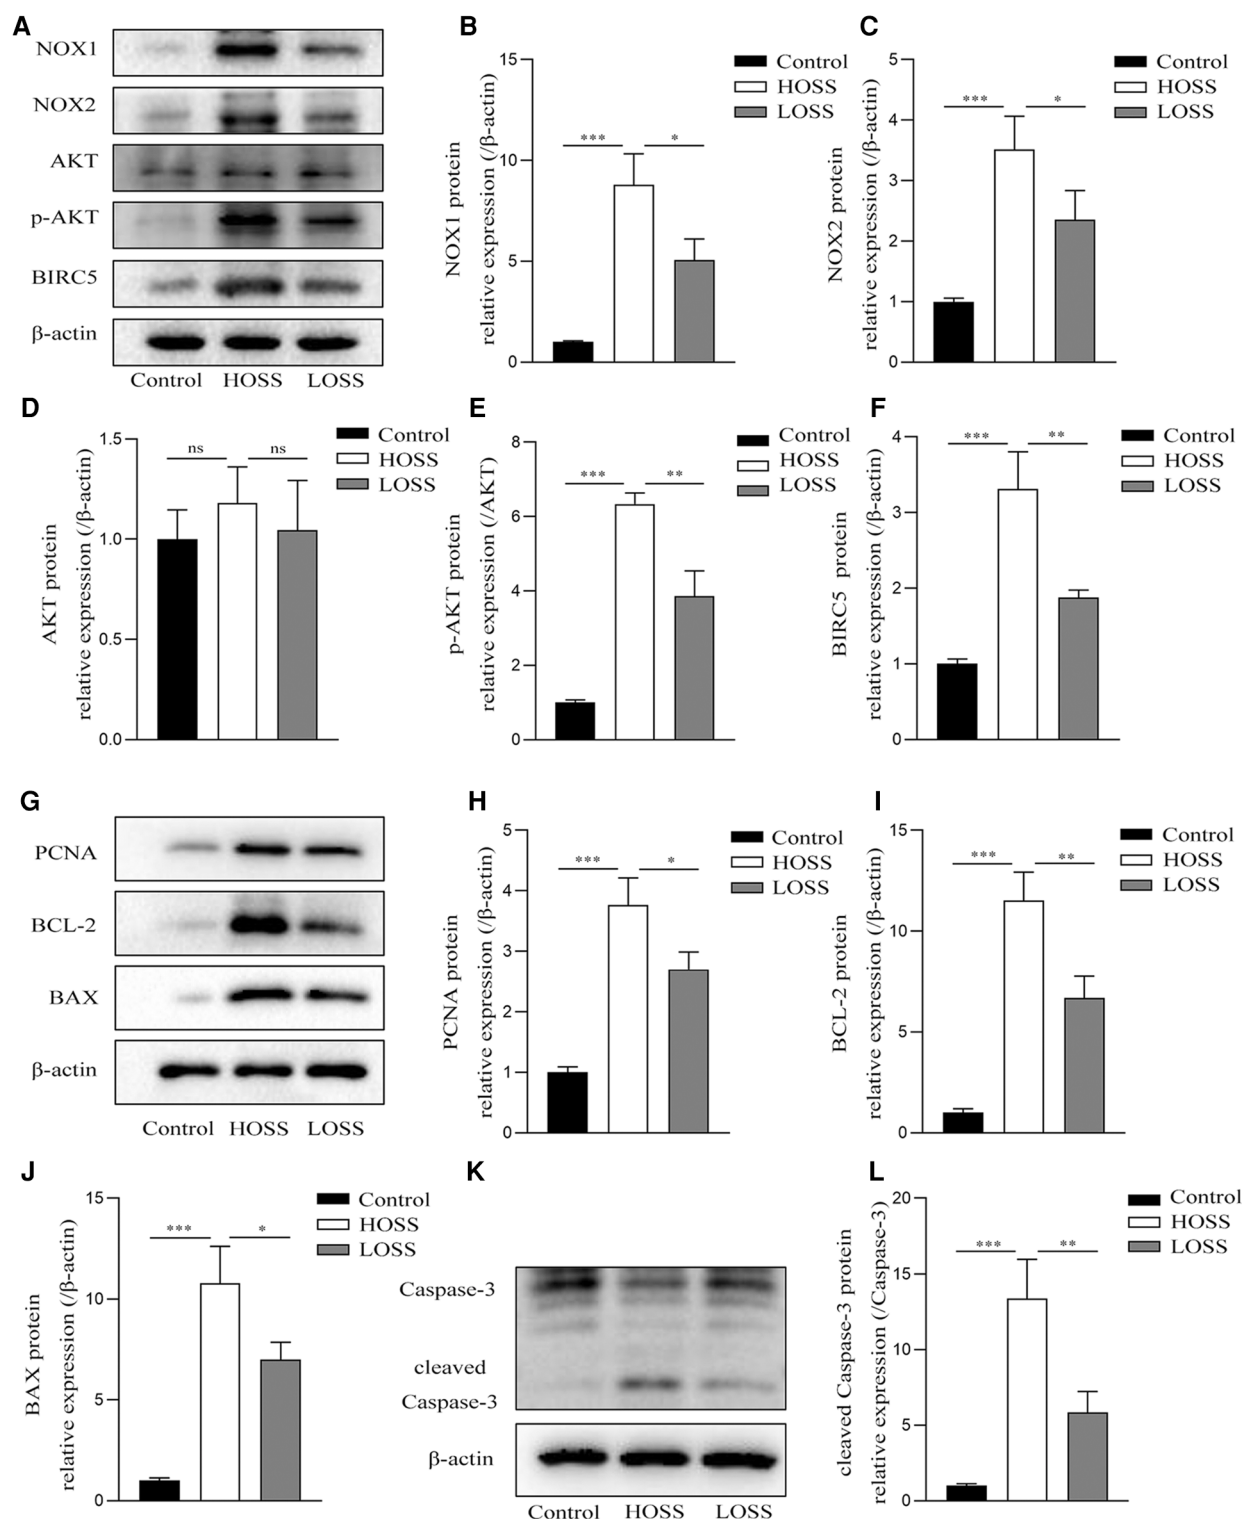 A
NOX1
NOX2
AKT
p-AKT
BIRC5
β-actin
Control HOSS LOSS
B
NOX1 protein
relative expression (/β-actin)
15
10
5
0
***
*
Control
HOSS
LOSS
C
NOX2 protein
relative expression (/β-actin)
5
4
3
2
1
0
***
*
Control
HOSS
LOSS
D
AKT protein
relative expression (/β-actin)
1.5
1.0
0.5
0.0
ns
ns
Control
HOSS
LOSS
E
p-AKT protein
relative expression (/AKT)
8
6
4
2
0
***
**
Control
HOSS
LOSS
F
BIRC5 protein
relative expression (/β-actin)
4
3
2
1
0
***
**
Control
HOSS
LOSS
G
PCNA
BCL-2
BAX
β-actin
Control HOSS LOSS
H
PCNA protein
relative expression (/β-actin)
5
4
3
2
1
0
***
*
Control
HOSS
LOSS
I
BCL-2 protein
relative expression (/β-actin)
15
10
5
0
***
**
Control
HOSS
LOSS
J
BAX protein
relative expression (/β-actin)
15
10
5
0
***
*
Control
HOSS
LOSS
K
Caspase-3
cleaved
Caspase-3
β-actin
Control HOSS LOSS
L
cleaved Caspase-3 protein
relative expression (/Caspase-3)
20
15
10
5
0
***
**
Control
HOSS
LOSS